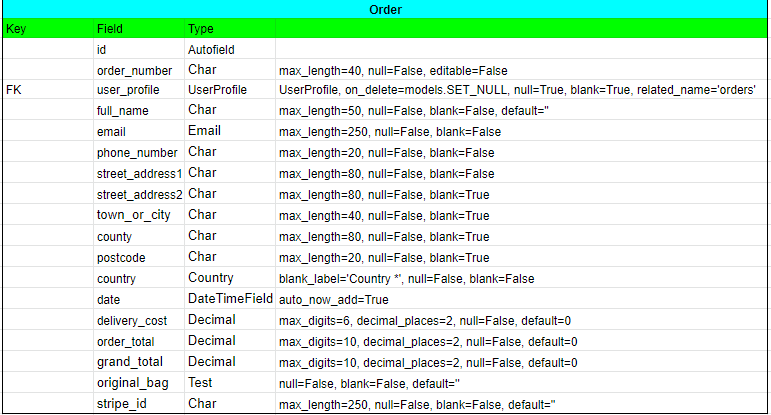 Order
Key Field Type
id Autofield
order_number Char max_length=40, null=False, editable=False
FK user_profile UserProfile UserProfile, on_delete=models.SET_NULL, null=True, blank=True, related_name='orders'
full_name Char max_length=50, null=False, blank=False, default=''
email Email max_length=250, null=False, blank=False
phone_number Char max_length=20, null=False, blank=False
street_address1 Char max_length=80, null=False, blank=False
street_address2 Char max_length=80, null=False, blank=True
town_or_city Char max_length=40, null=False, blank=True
county Char max_length=80, null=False, blank=True
postcode Char max_length=20, null=False, blank=True
country Country blank_label='Country *', null=False, blank=False
date DateTimeField auto_now_add=True
delivery_cost Decimal max_digits=6, decimal_places=2, null=False, default=0
order_total Decimal max_digits=10, decimal_places=2, null=False, default=0
grand_total Decimal max_digits=10, decimal_places=2, null=False, default=0
original_bag Test null=False, blank=False, default=''
stripe_id Char max_length=250, null=False, blank=False, default=''